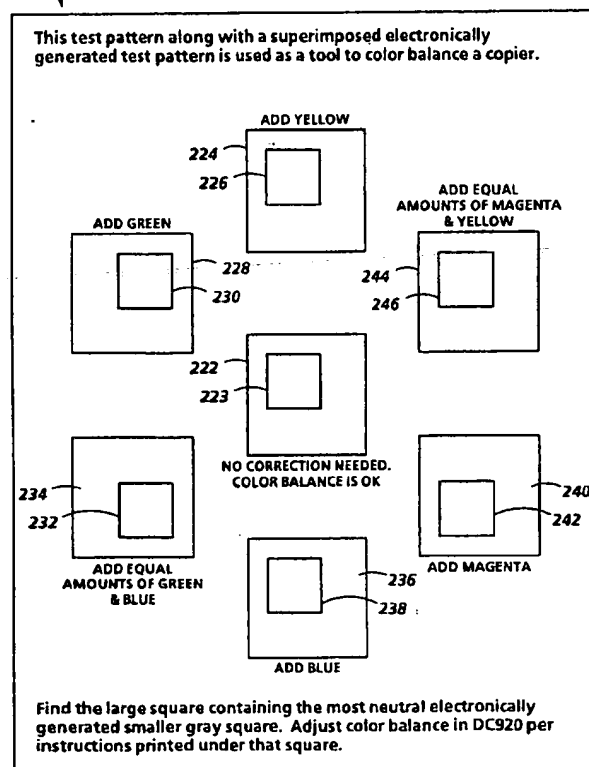 This test pattern along with a superimposed electronically
generated test pattern is used as a tool to color balance a copier.
ADD YELLOW
224
226
ADD EQUAL
AMOUNTS OF MAGENTA
& YELLOW
ADD GREEN
228
230
244
246
222
223
NO CORRECTION NEEDED.
COLOR BALANCE IS OK
234
232
ADD EQUAL
AMOUNTS OF GREEN
& BLUE
240
242
ADD MAGENTA
236
238
ADD BLUE
Find the large square containing the most neutral electronically
generated smaller gray square. Adjust color balance in DC920 per
instructions printed under that square.